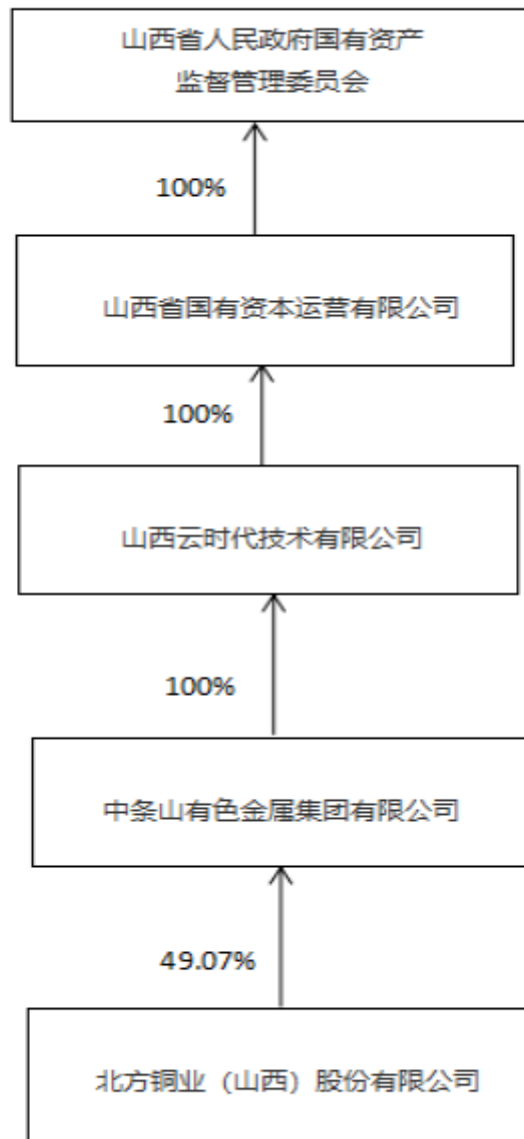 山西省人民政府国有资产
监督管理委员会
100%
山西省国有资本运营有限公司
100%
山西云时代技术有限公司
100%
中条山有色金属集团有限公司
49.07%
北方铜业（山西）股份有限公司